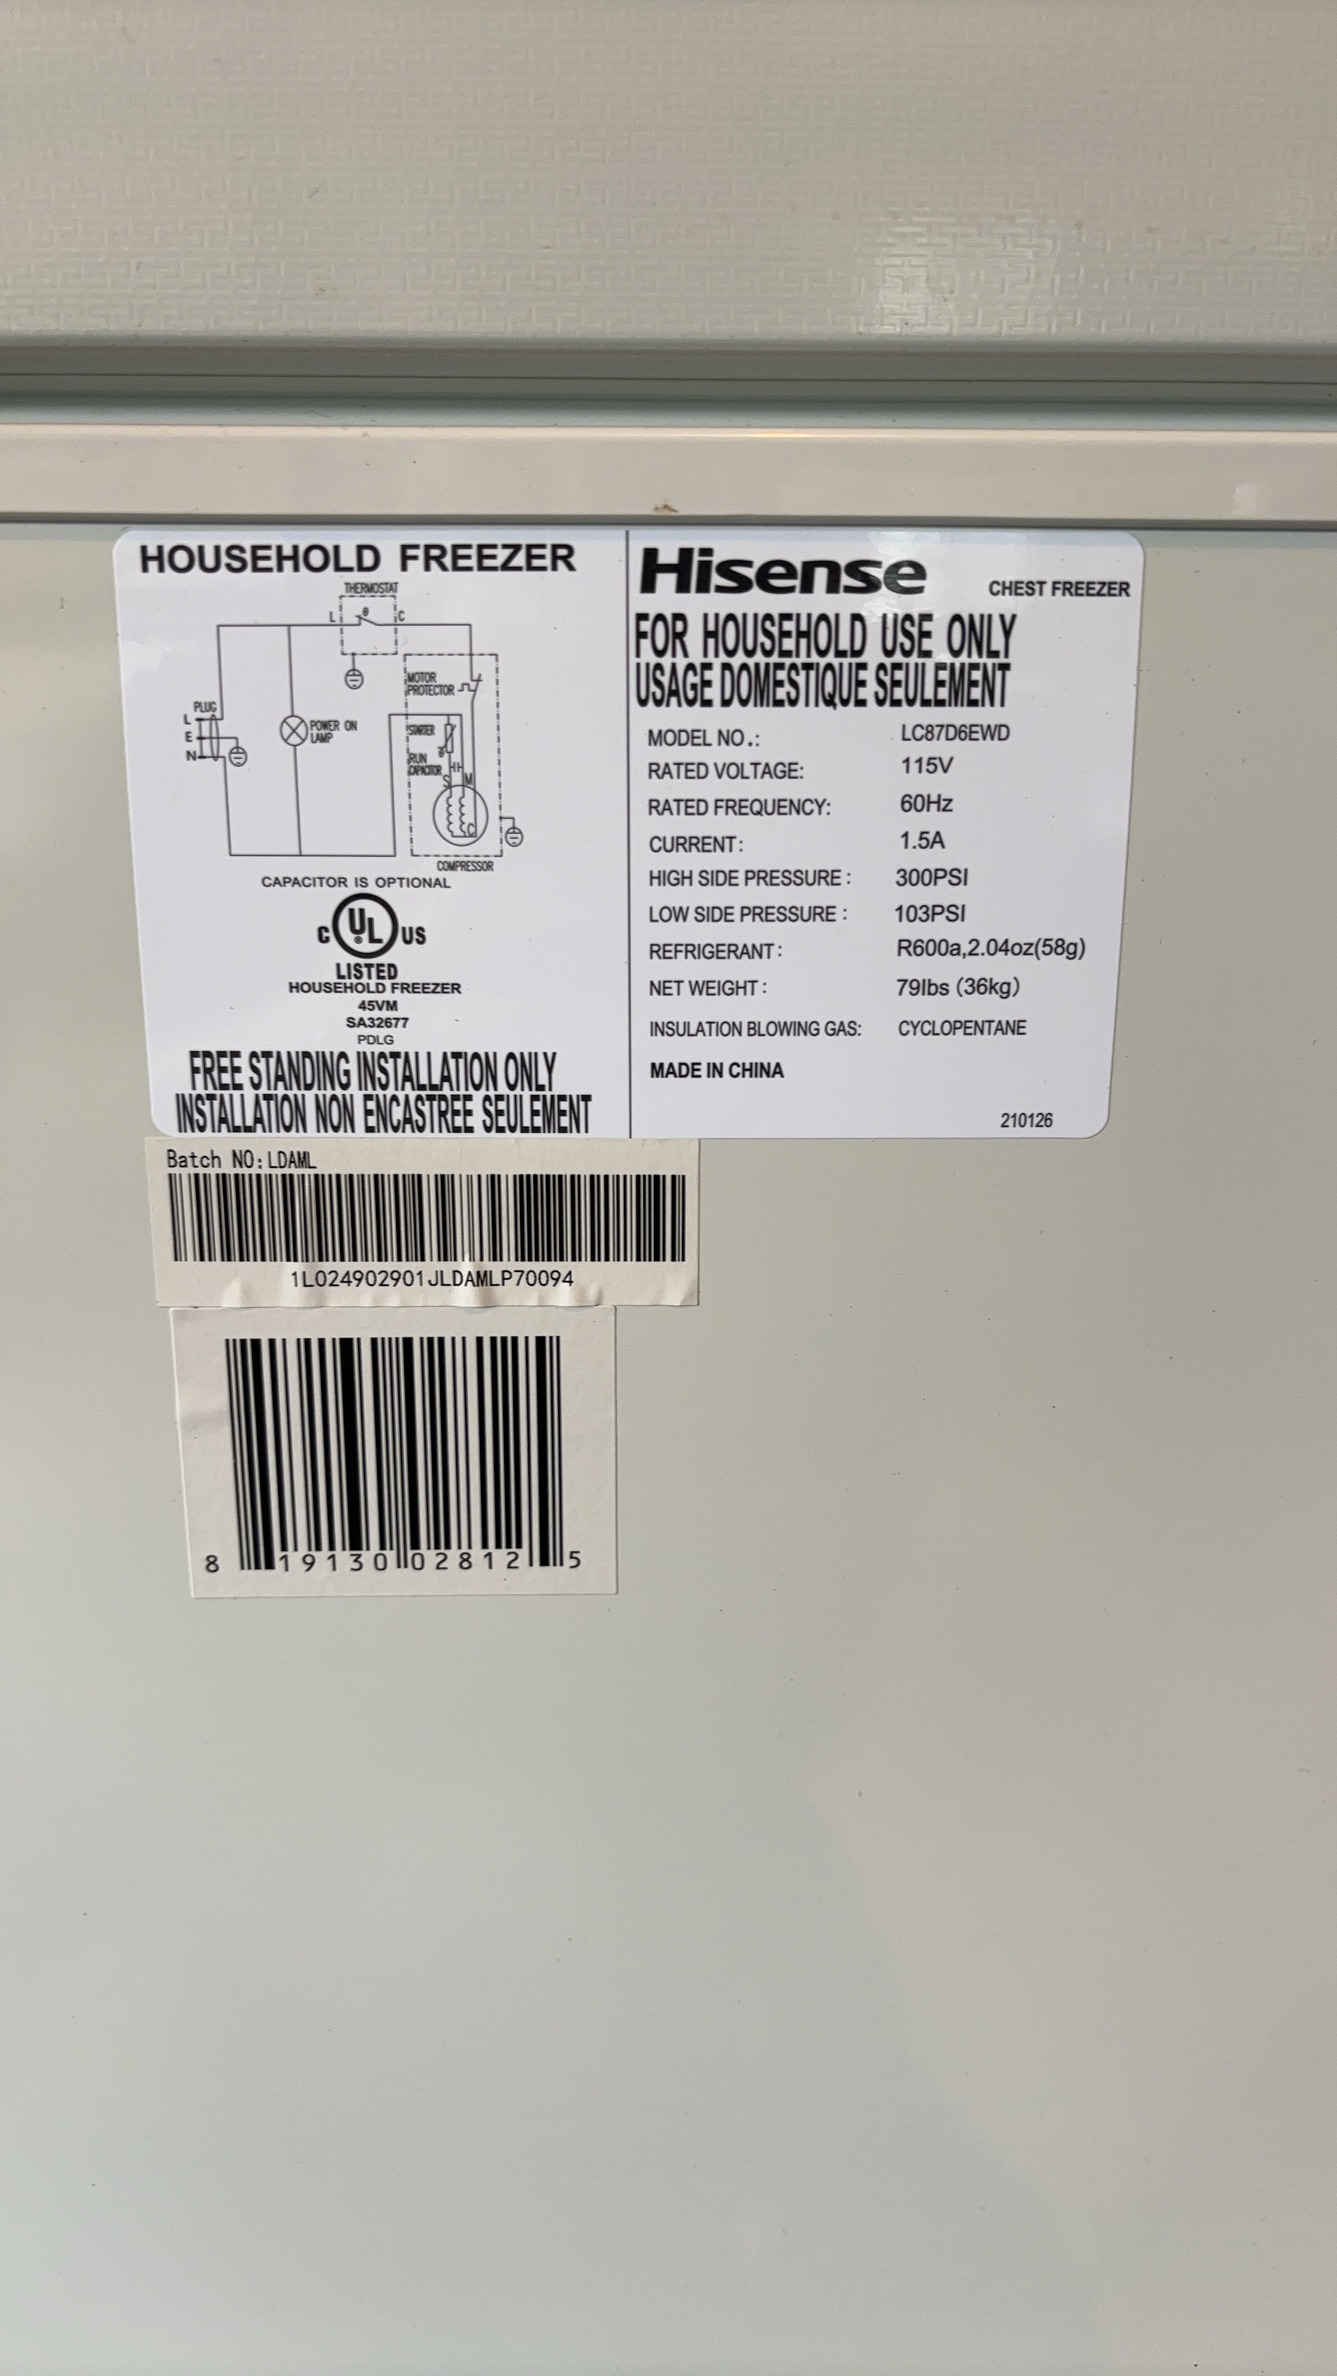 HOUSEHOLD FREEZER
THERMOSTAT
L θ C
MOTOR
PROTECTOR
PLUG
L
E
N
POWER ON
LAMP
STARTER
θ
RUN
CAPACITOR
S M
C
COMPRESSOR
CAPACITOR IS OPTIONAL
C UL US
LISTED
HOUSEHOLD FREEZER
45VM
SA32677
PDLG
FREE STANDING INSTALLATION ONLY
INSTALLATION NON ENCASTREE SEULEMENT
Hisense CHEST FREEZER
FOR HOUSEHOLD USE ONLY
USAGE DOMESTIQUE SEULEMENT
MODEL NO.: LC87D6EWD
RATED VOLTAGE: 115V
RATED FREQUENCY: 60Hz
CURRENT: 1.5A
HIGH SIDE PRESSURE: 300PSI
LOW SIDE PRESSURE: 103PSI
REFRIGERANT: R600a,2.04oz(58g)
NET WEIGHT: 79lbs (36kg)
INSULATION BLOWING GAS: CYCLOPENTANE
MADE IN CHINA
210126
Batch NO: LDAML
1L024902901JLDAMLP70094
8 19130 02812 5